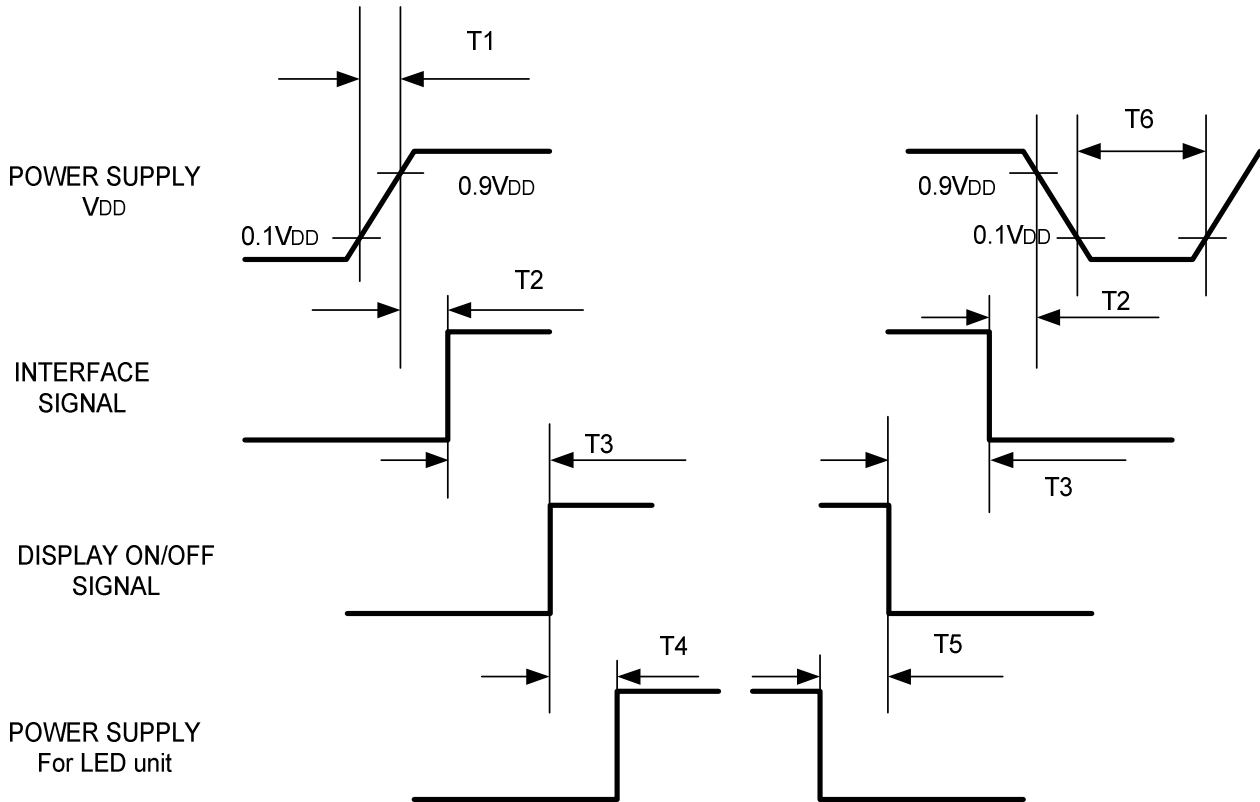 T1
T6
POWER SUPPLY
VDD
0.9VDD
0.9VDD
0.1VDD
0.1VDD
T2
T2
INTERFACE
SIGNAL
T3
T3
DISPLAY ON/OFF
SIGNAL
T4
T5
POWER SUPPLY
For LED unit